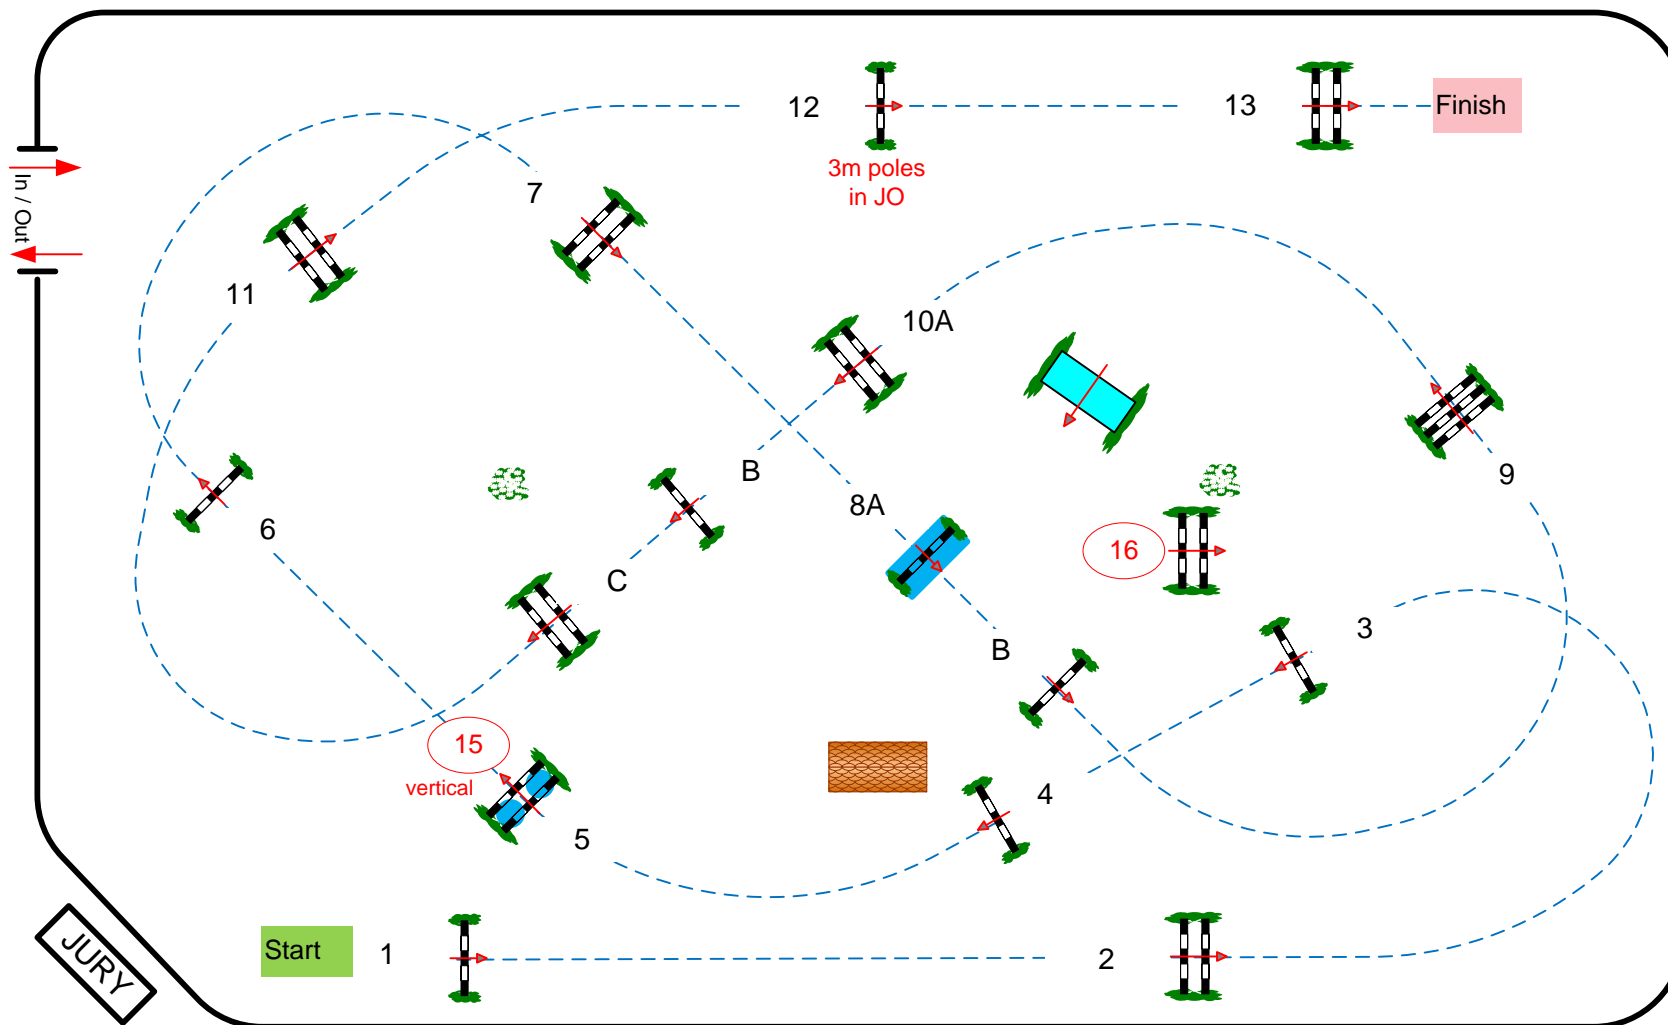 12
13
Finish
3m poles
in JO
In / Out
7
11
10A
B
8A
9
6
16
C
3
B
15
vertical
4
5
Start
1
2
JURY